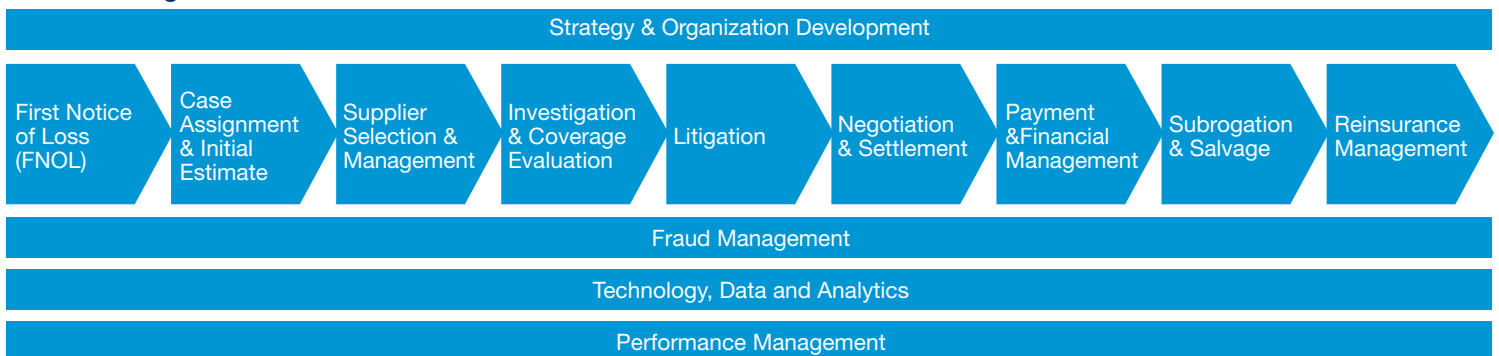 Strategy & Organization Development
First Notice
of Loss
(FNOL)
Case
Assignment
& Initial
Estimate
Supplier
Selection &
Management
Investigation
& Coverage
Evaluation
Litigation
Negotiation
& Settlement
Payment
&Financial
Management
Subrogation
& Salvage
Reinsurance
Management
Fraud Management
Technology, Data and Analytics
Performance Management